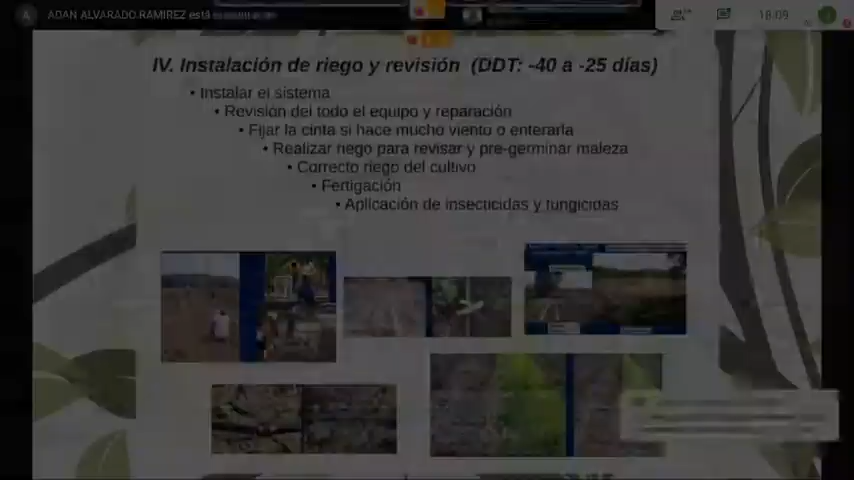 ADAN ALVARADO RAMIREZ está
18:09
IV. Instalación de riego y revisión (DDT: -40 a -25 días)
• Instalar el sistema
• Revisión del todo el equipo y reparación
• Fijar la cinta si hace mucho viento o enterarla
• Realizar riego para revisar y pre-germinar maleza
• Correcto riego del cultivo
• Fertigación
• Aplicación de insecticidas y fungicidas